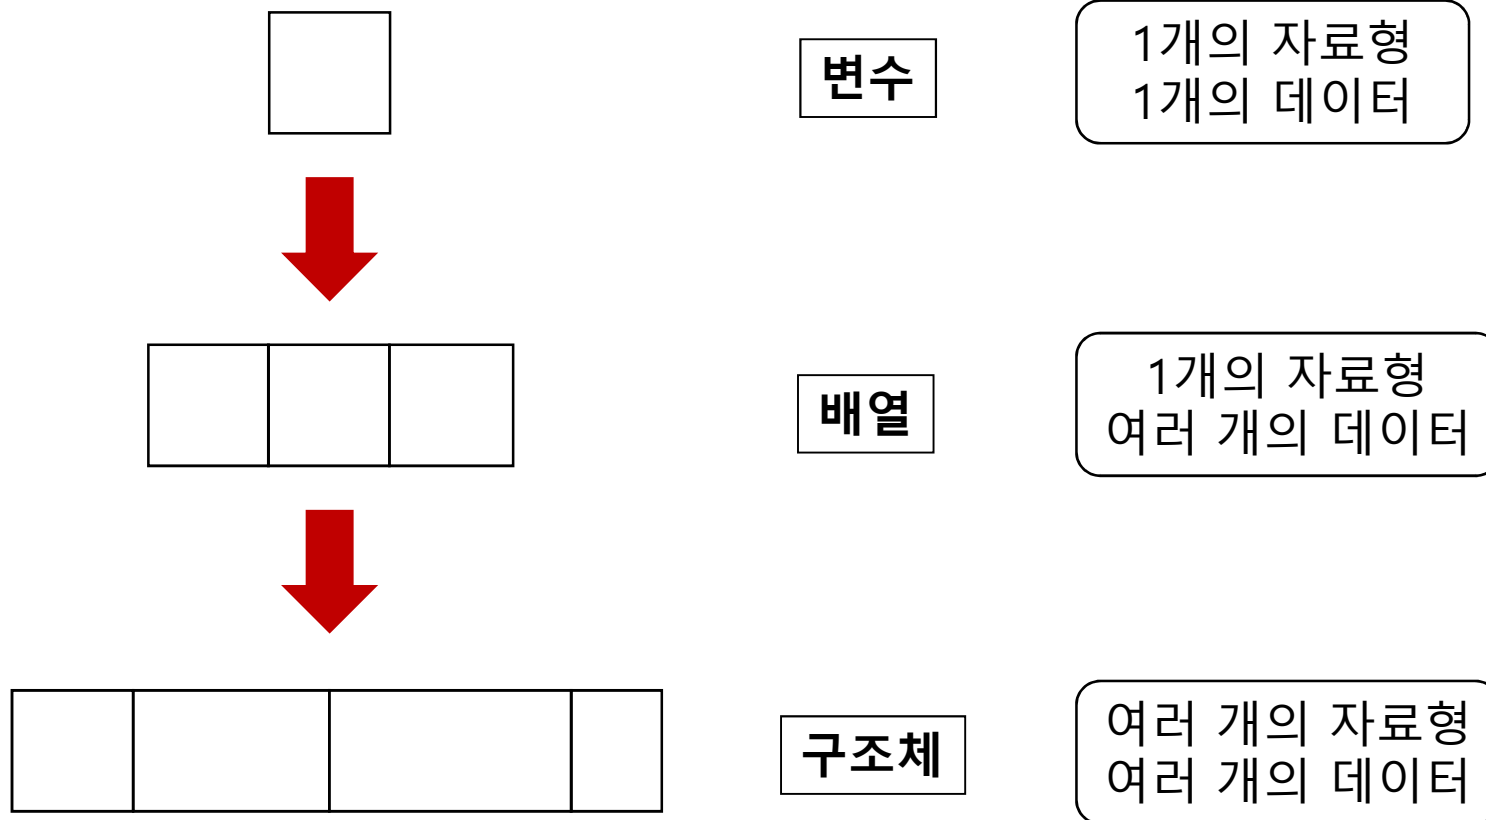 변수
1개의 자료형
1개의 데이터
배열
1개의 자료형
여러 개의 데이터
구조체
여러 개의 자료형
여러 개의 데이터